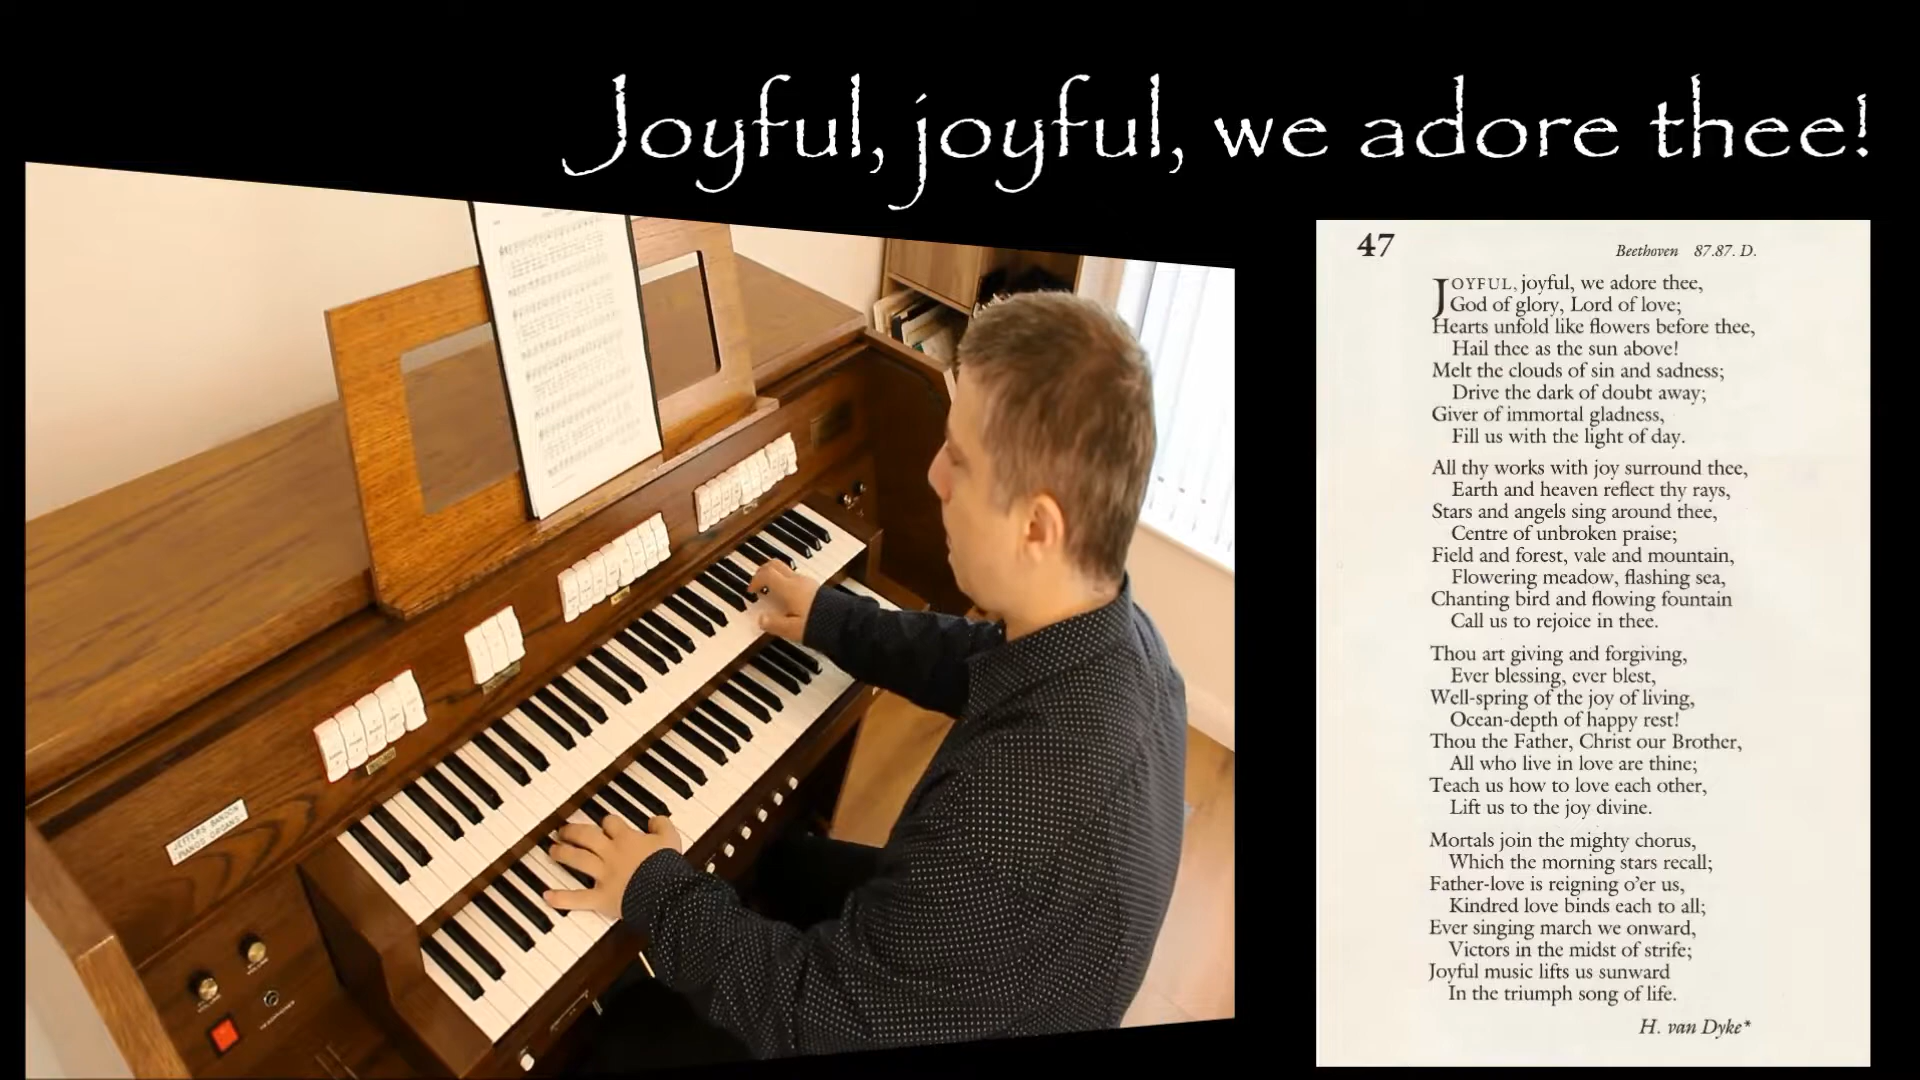 Joyful, joyful, we adore thee!
47
Beethoven 87.87. D.
JOYFUL, joyful, we adore thee,
God of glory, Lord of love;
Hearts unfold like flowers before thee,
Hail thee as the sun above!
Melt the clouds of sin and sadness;
Drive the dark of doubt away;
Giver of immortal gladness,
Fill us with the light of day.
All thy works with joy surround thee,
Earth and heaven reflect thy rays,
Stars and angels sing around thee,
Centre of unbroken praise;
Field and forest, vale and mountain,
Flowering meadow, flashing sea,
Chanting bird and flowing fountain
Call us to rejoice in thee.
Thou art giving and forgiving,
Ever blessing, ever blest,
Well-spring of the joy of living,
Ocean-depth of happy rest!
Thou the Father, Christ our Brother,
All who live in love are thine;
Teach us how to love each other,
Lift us to the joy divine.
Mortals join the mighty chorus,
Which the morning stars recall;
Father-love is reigning o'er us,
Kindred love binds each to all;
Ever singing march we onward,
Victors in the midst of strife;
Joyful music lifts us sunward
In the triumph song of life.
H. van Dyke*
JEFFERS BANDON
PIANOS ORGANS